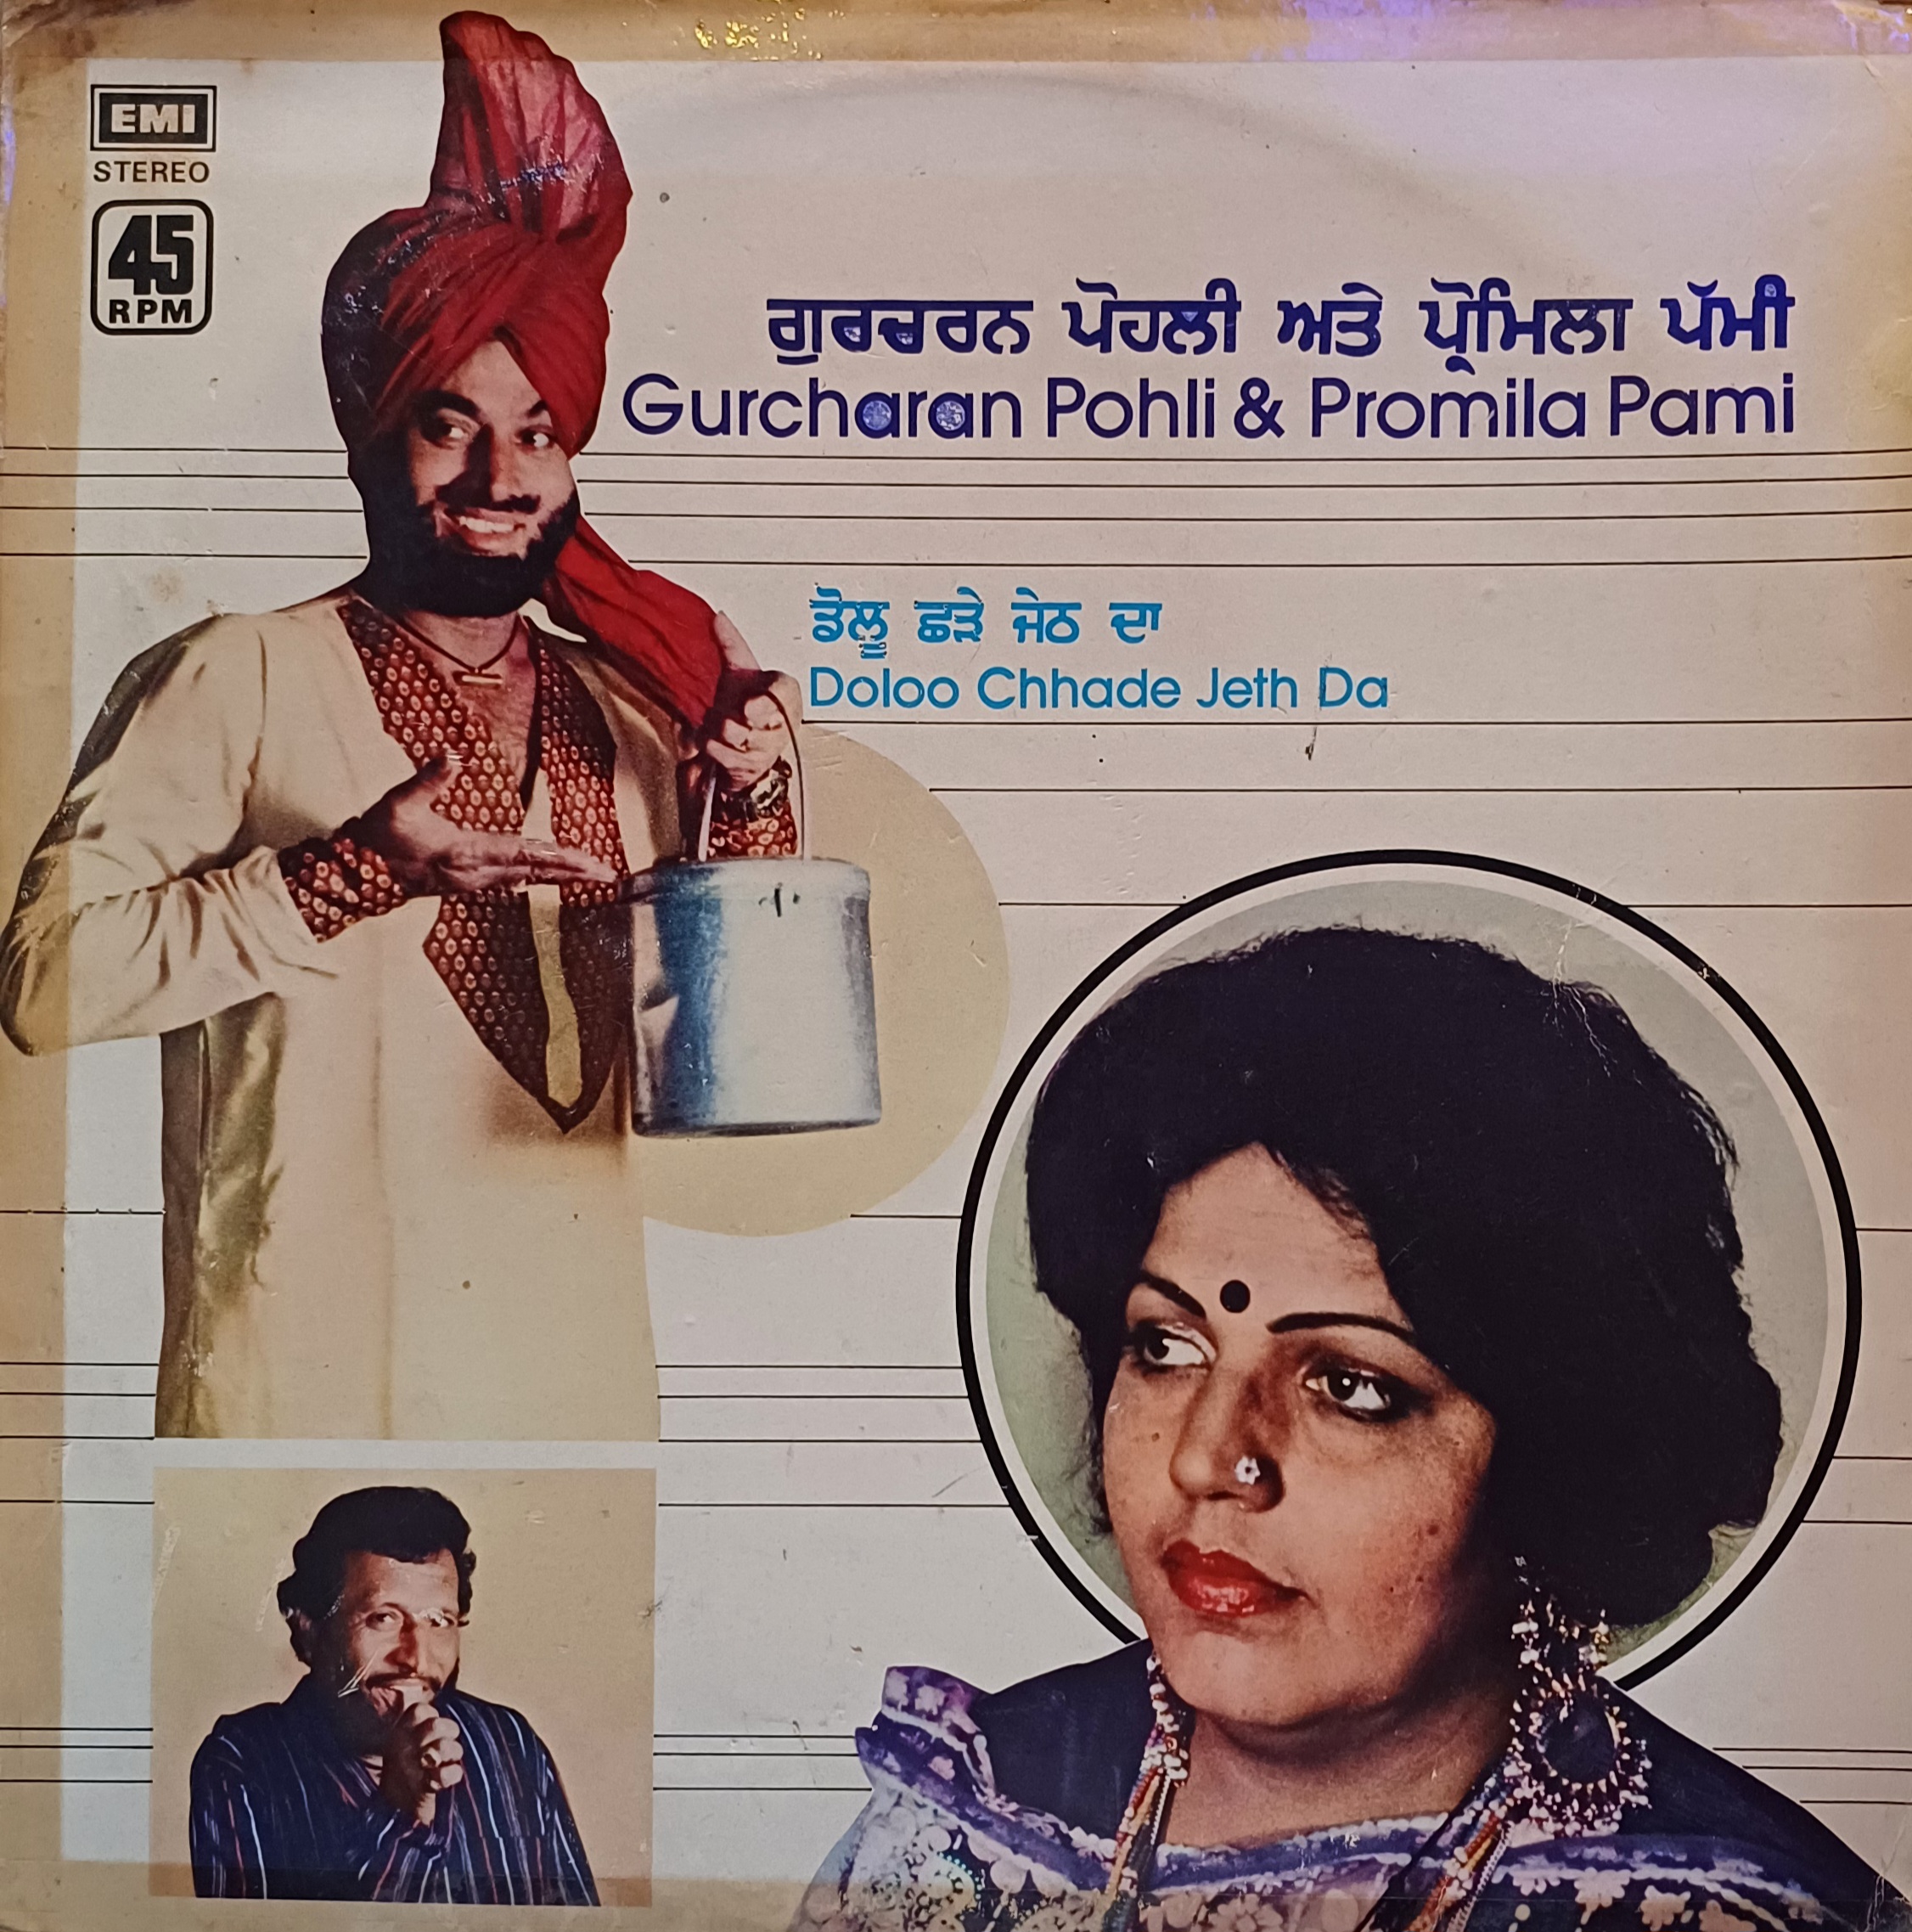 EMI
STEREO
45
RPM
ਗੁਰਚਰਨ ਪੋਹਲੀ ਅਤੇ ਪ੍ਰੋਮਿਲਾ ਪੱਮੀ
Gurcharan Pohli & Promila Pami
ਡੋਲੂ ਛੜੇ ਜੇਠ ਦਾ
Doloo Chhade Jeth Da